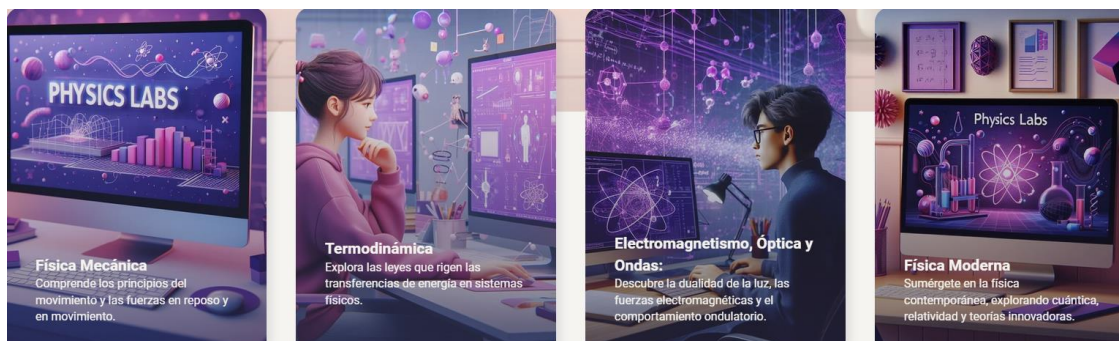 PHYSICS LABS
Física Mecánica
Comprende los principios del
movimiento y las fuerzas en reposo y
en movimiento.
Termodinámica
Explora las leyes que rigen las
transferencias de energía en sistemas
físicos.
Electromagnetismo, Óptica y
Ondas:
Descubre la dualidad de la luz, las
fuerzas electromagnéticas y el
comportamiento ondulatorio.
Physics Labs
Física Moderna
Sumérgete en la física
contemporánea, explorando cuántica,
relatividad y teorías innovadoras.